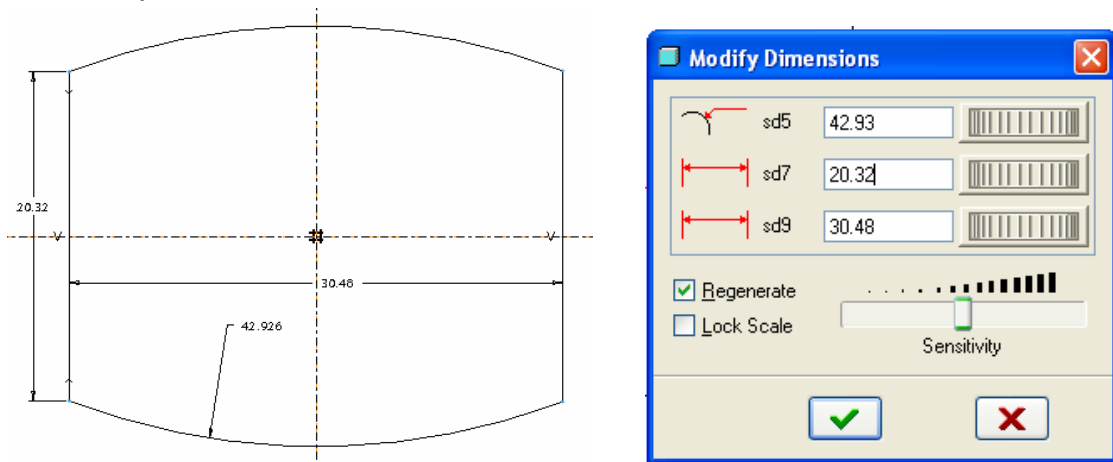 20.32
V
V
30.48
42.926
Modify Dimensions
sd5 42.93
sd7 20.32
sd9 30.48
Regenerate
Lock Scale
Sensitivity